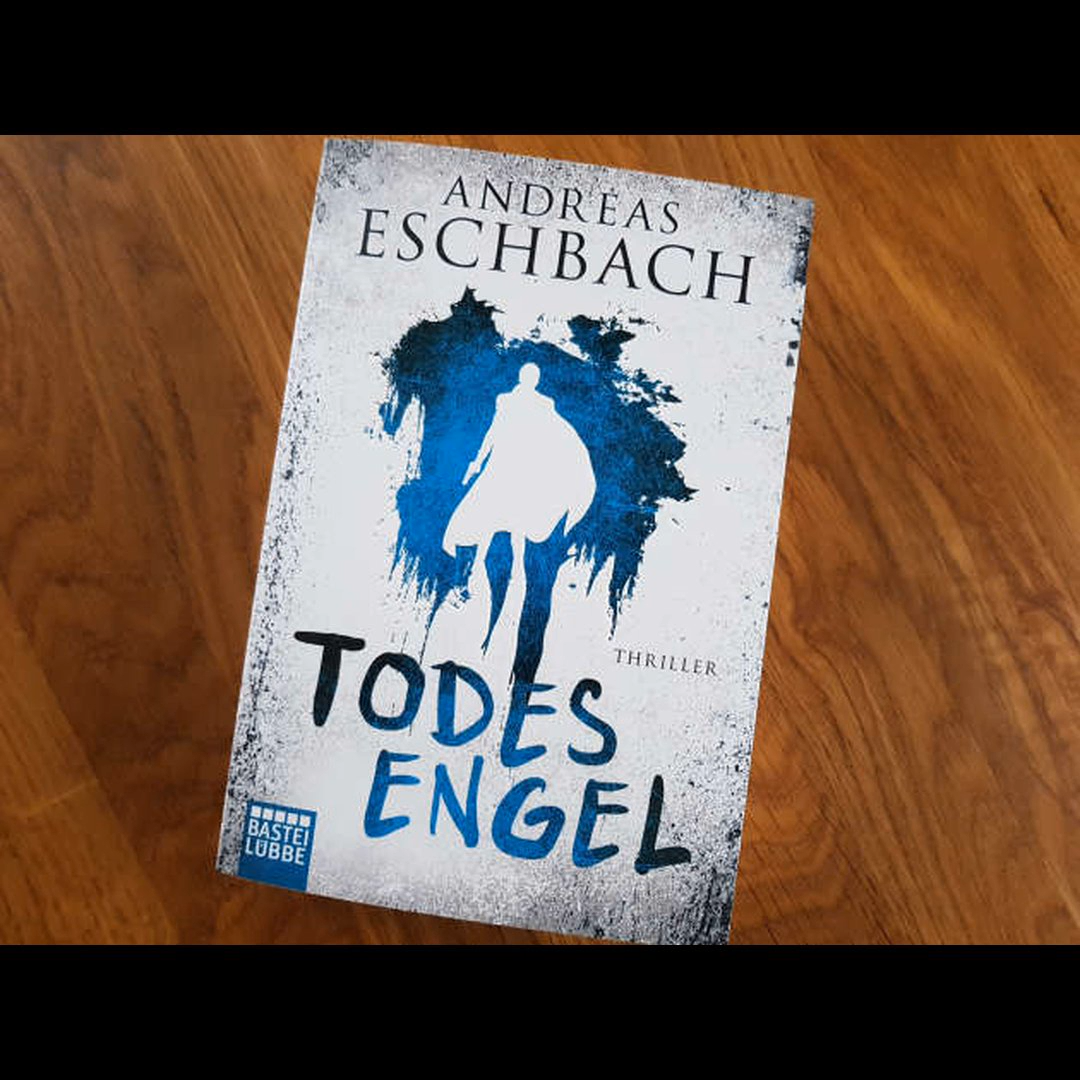 ANDREAS
ESCHBACH
THRILLER
TODES
ENGEL
BASTEI
LÜBBE